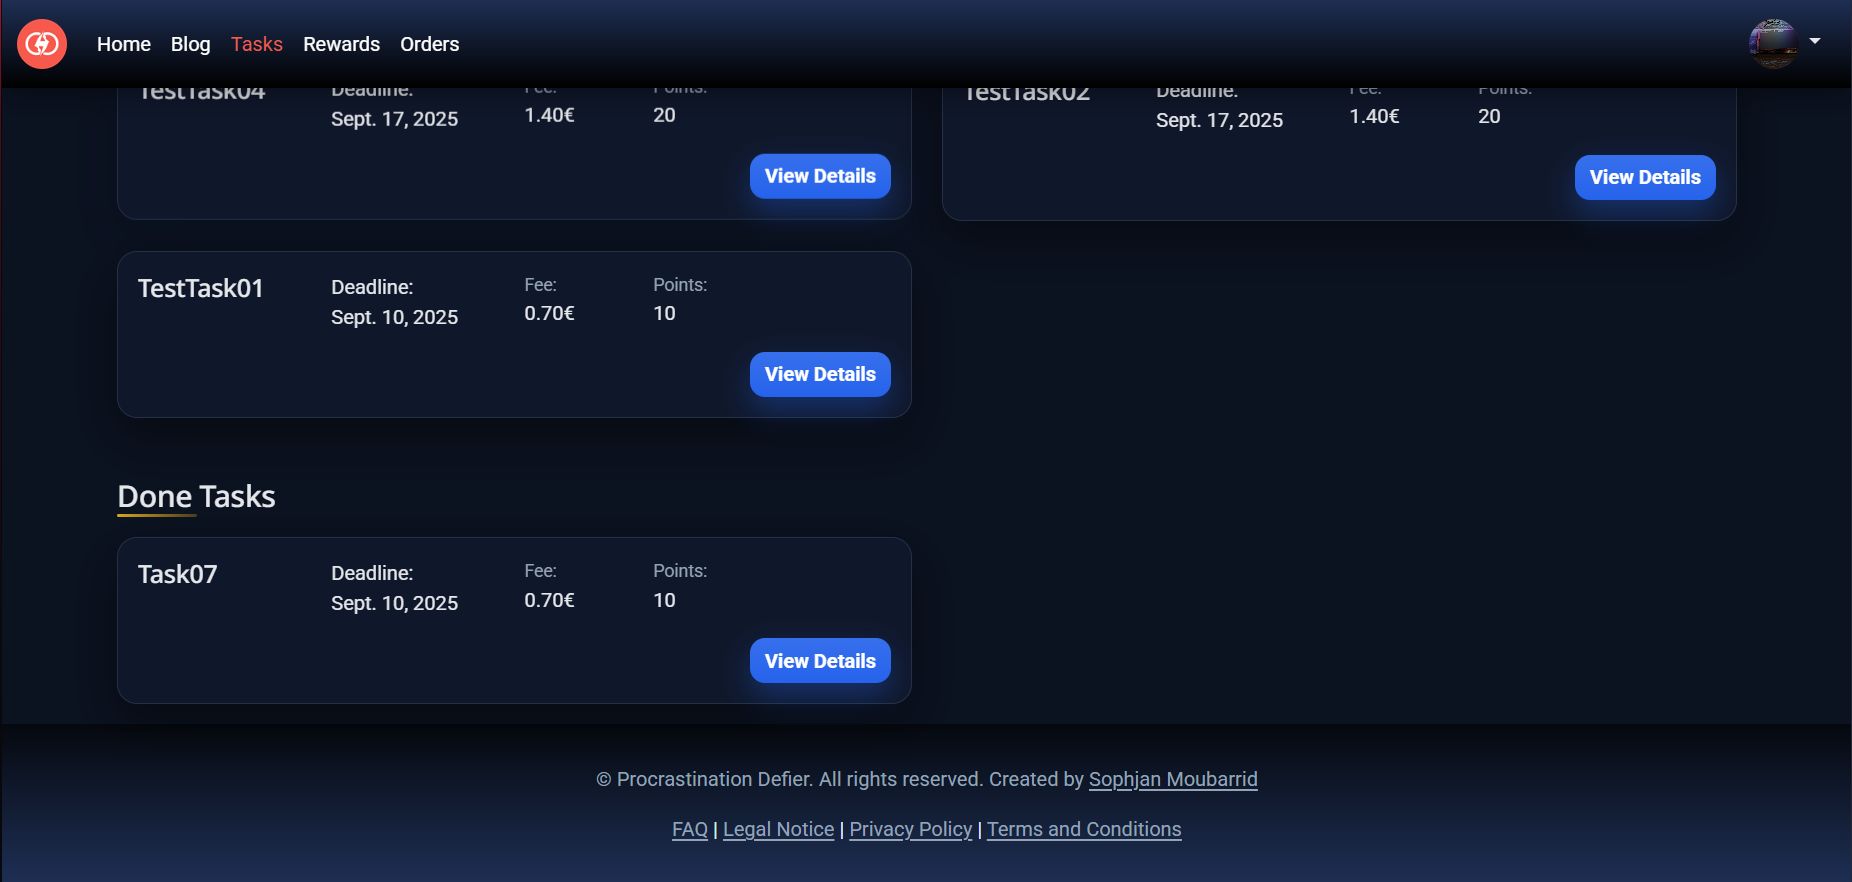 Home Blog Tasks Rewards Orders
TestTask04 Deadline: Fee: Points: TestTask02 Deadline: Fee: Points:
Sept. 17, 2025 1.40€ 20 Sept. 17, 2025 1.40€ 20
View Details View Details
TestTask01 Deadline: Fee: Points:
Sept. 10, 2025 0.70€ 10
View Details
Done Tasks
Task07 Deadline: Fee: Points:
Sept. 10, 2025 0.70€ 10
View Details
© Procrastination Defier. All rights reserved. Created by Sophjan Moubarrid
FAQ | Legal Notice | Privacy Policy | Terms and Conditions